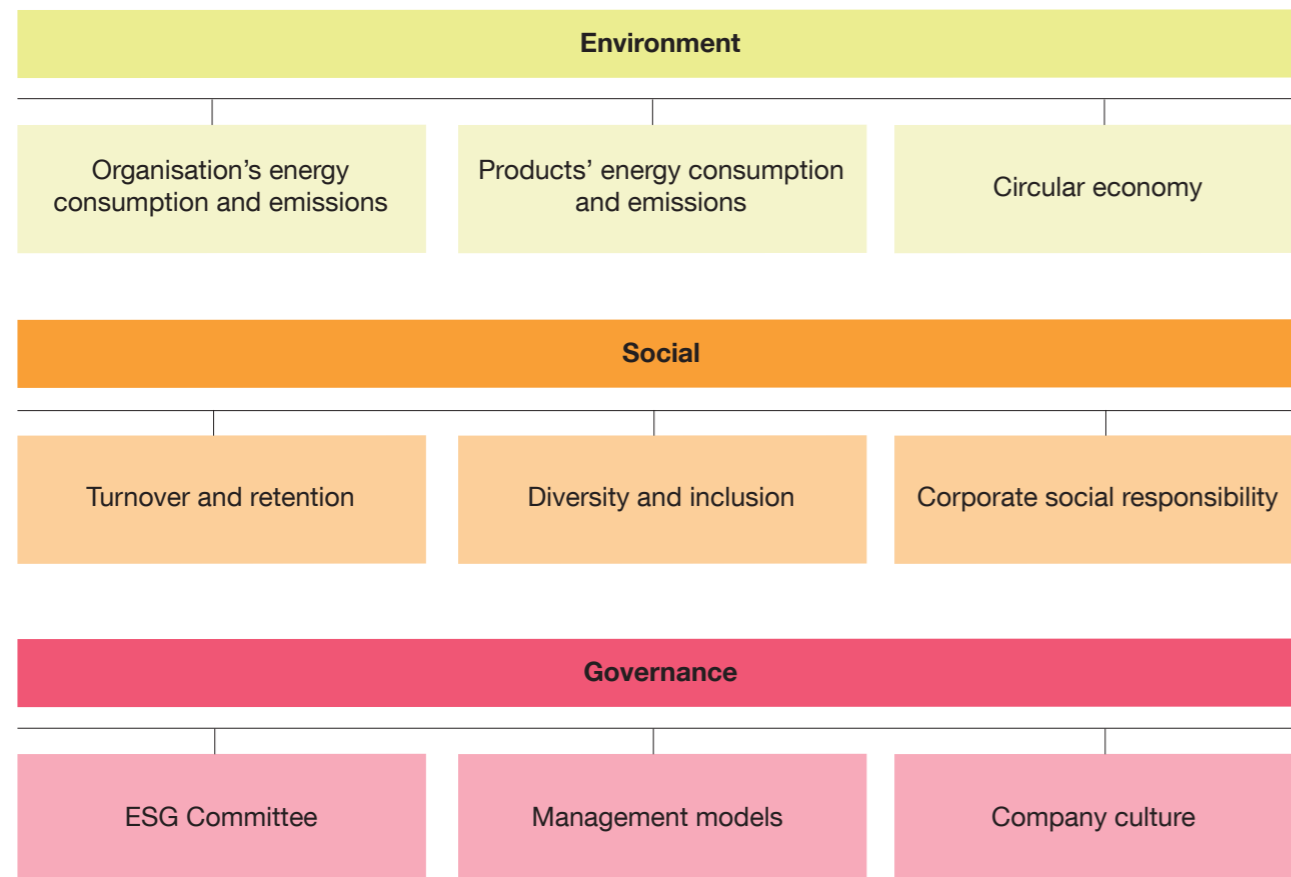 Environment
Organisation’s energy
consumption and emissions
Products’ energy consumption
and emissions
Circular economy
Social
Turnover and retention
Diversity and inclusion
Corporate social responsibility
Governance
ESG Committee
Management models
Company culture